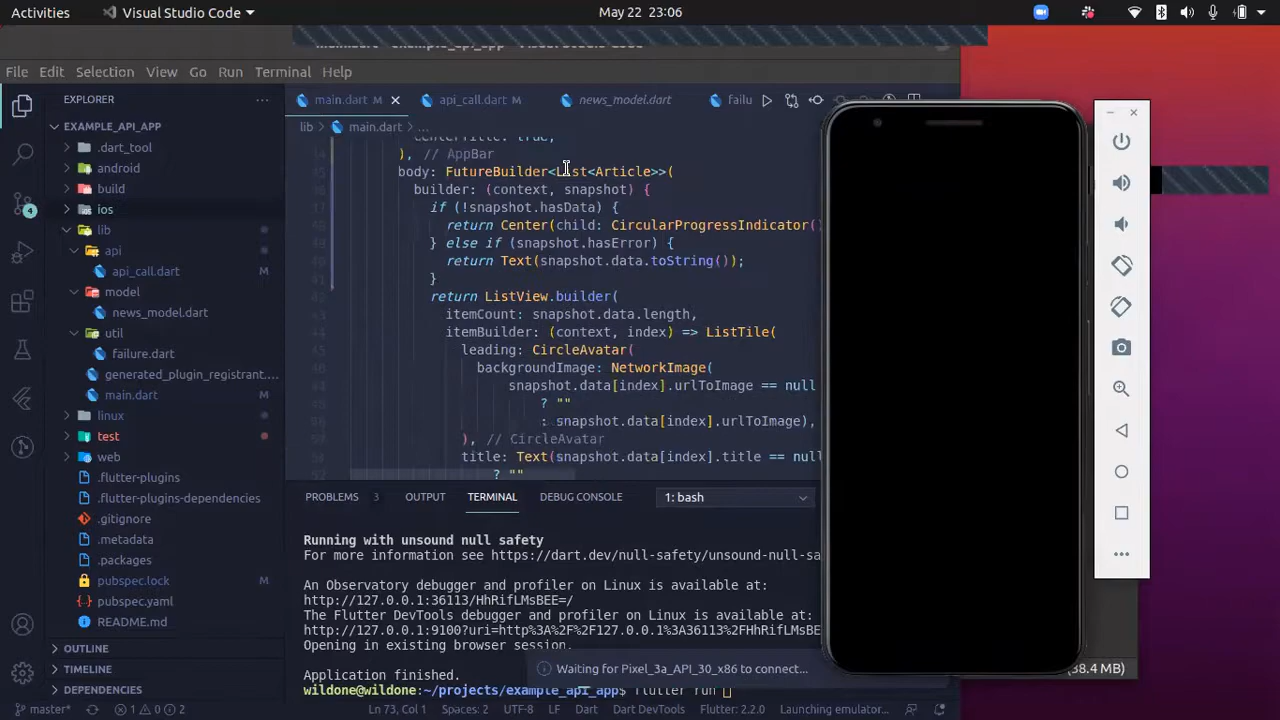 Activities
Visual Studio Code
May 22 23:06
File Edit Selection View Go Run Terminal Help
EXPLORER
EXAMPLE_API_APP
.dart_tool
android
build
ios
lib
api
api_call.dart M
model
news_model.dart
util
failure.dart
generated_plugin_registrant....
main.dart M
linux
test
web
.flutter-plugins
.flutter-plugins-dependencies
.gitignore
.metadata
.packages
pubspec.lock M
pubspec.yaml
README.md
OUTLINE
TIMELINE
DEPENDENCIES
main.dart M
api_call.dart M
news_model.dart
failu
lib › main.dart › ...
centerTitle: true,
), // AppBar
body: FutureBuilder<List<Article>>(
builder: (context, snapshot) {
if (!snapshot.hasData) {
return Center(child: CircularProgressIndicator()
} else if (snapshot.hasError) {
return Text(snapshot.data.toString());
}
return ListView.builder(
itemCount: snapshot.data.length,
itemBuilder: (context, index) => ListTile(
leading: CircleAvatar(
backgroundImage: NetworkImage(
snapshot.data[index].urlToImage == null
? ""
: snapshot.data[index].urlToImage),
), // CircleAvatar
title: Text(snapshot.data[index].title == null
? ""
PROBLEMS 3 OUTPUT TERMINAL DEBUG CONSOLE 1: bash
Running with unsound null safety
For more information see https://dart.dev/null-safety/unsound-null-sa
An Observatory debugger and profiler on Linux is available at:
http://127.0.0.1:36113/HhRifLMsBEE=/
The Flutter DevTools debugger and profiler on Linux is available at:
http://127.0.0.1:9100?uri=http%3A%2F%2F127.0.0.1%3A36113%2FHhRifLMsBE
Opening in existing browser session.
Application finished.
wildone@wildone:~/projects/example_api_app$ flutter run
Waiting for Pixel_3a_API_30_x86 to connect...
(38.4 MB)
master* 1 0 2 Ln 73, Col 1 Spaces: 2 UTF-8 LF Dart Dart DevTools Flutter: 2.2.0 Launching emulator...
4